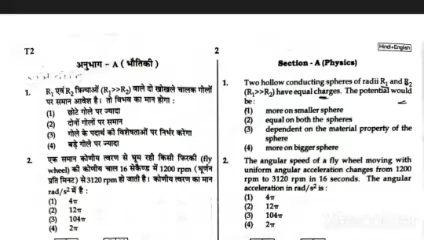 Hindi+English
T2
2
अनुभाग - A (भौतिकी)
1. R₁ एवं R₂ त्रिज्याओं (R₁>>R₂) वाले दो खोखले चालक गोलों
पर समान आवेश है। तो विभव का मान होगा :
(1) छोटे गोले पर ज्यादा
(2) दोनों गोलों पर समान
(3) गोले के पदार्थ की विशेषताओं पर निर्भर करेगा
(4) बड़े गोले पर ज्यादा
2. एक समान कोणीय त्वरण से घूम रही किसी फिरकी (fly
wheel) की कोणीय चाल 16 सेकेण्ड में 1200 rpm (घूर्णन
प्रति मिनट) से 3120 rpm हो जाती है। कोणीय त्वरण का मान
rad/s² में है :
(1) 4π
(2) 12π
(3) 104π
(4) 2π
Section - A (Physics)
1. Two hollow conducting spheres of radii R₁ and R₂
(R₁>>R₂) have equal charges. The potential would
be :
(1) more on smaller sphere
(2) equal on both the spheres
(3) dependent on the material property of the
sphere
(4) more on bigger sphere
2. The angular speed of a fly wheel moving with
uniform angular acceleration changes from 1200
rpm to 3120 rpm in 16 seconds. The angular
acceleration in rad/s² is :
(1) 4π
(2) 12π
(3) 104π
(4) 2π